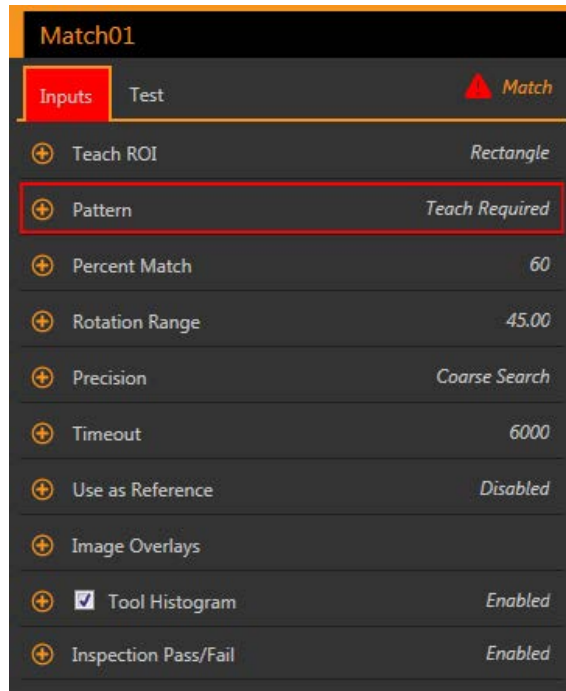 Match01
Inputs Test Match
Teach ROI Rectangle
Pattern Teach Required
Percent Match 60
Rotation Range 45.00
Precision Coarse Search
Timeout 6000
Use as Reference Disabled
Image Overlays
Tool Histogram Enabled
Inspection Pass/Fail Enabled